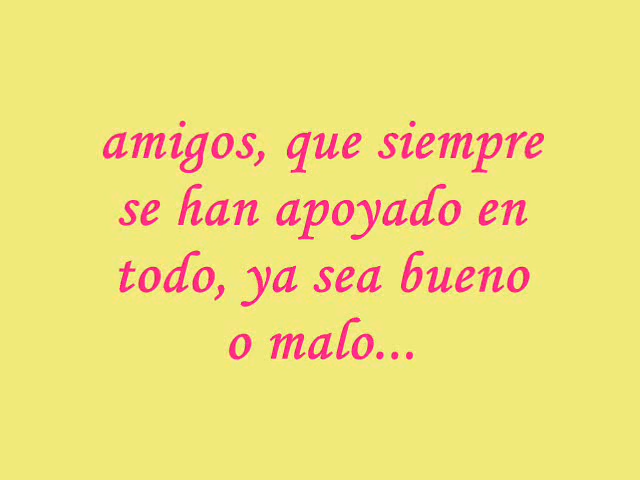 amigos, que siempre
se han apoyado en
todo, ya sea bueno
o malo...